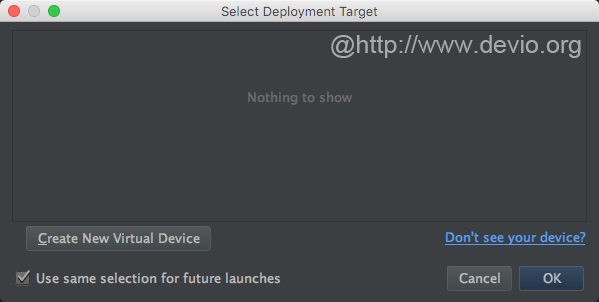 Select Deployment Target
@http://www.devio.org
Nothing to show
Create New Virtual Device
Don't see your device?
Use same selection for future launches
Cancel
OK